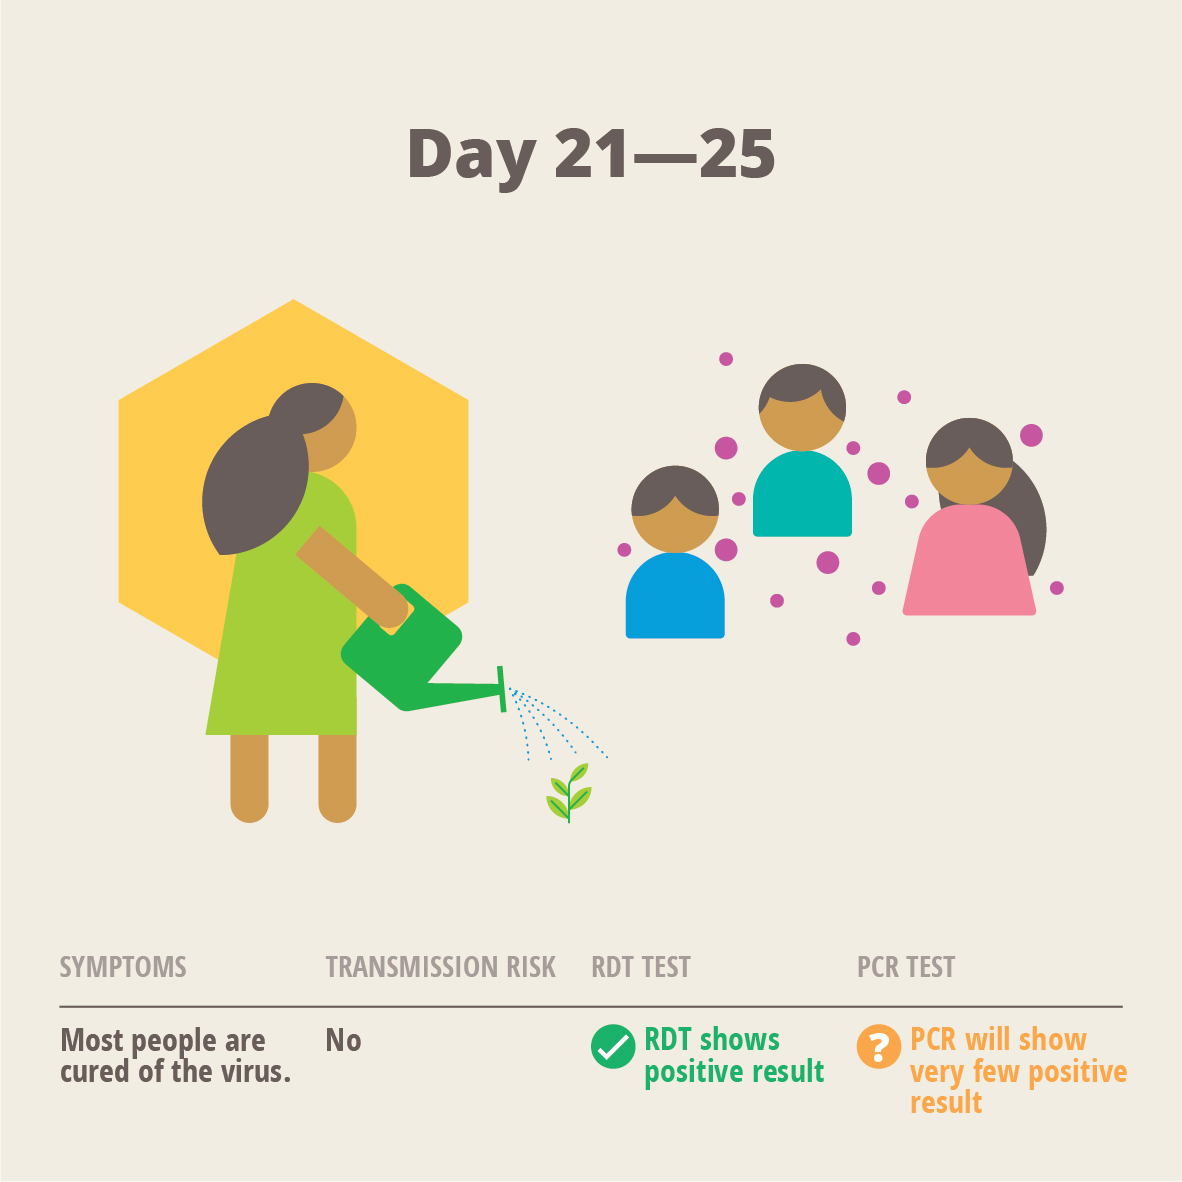 Day 21—25
SYMPTOMS
TRANSMISSION RISK
RDT TEST
PCR TEST
Most people are
cured of the virus.
No
RDT shows
positive result
?
PCR will show
very few positive
result